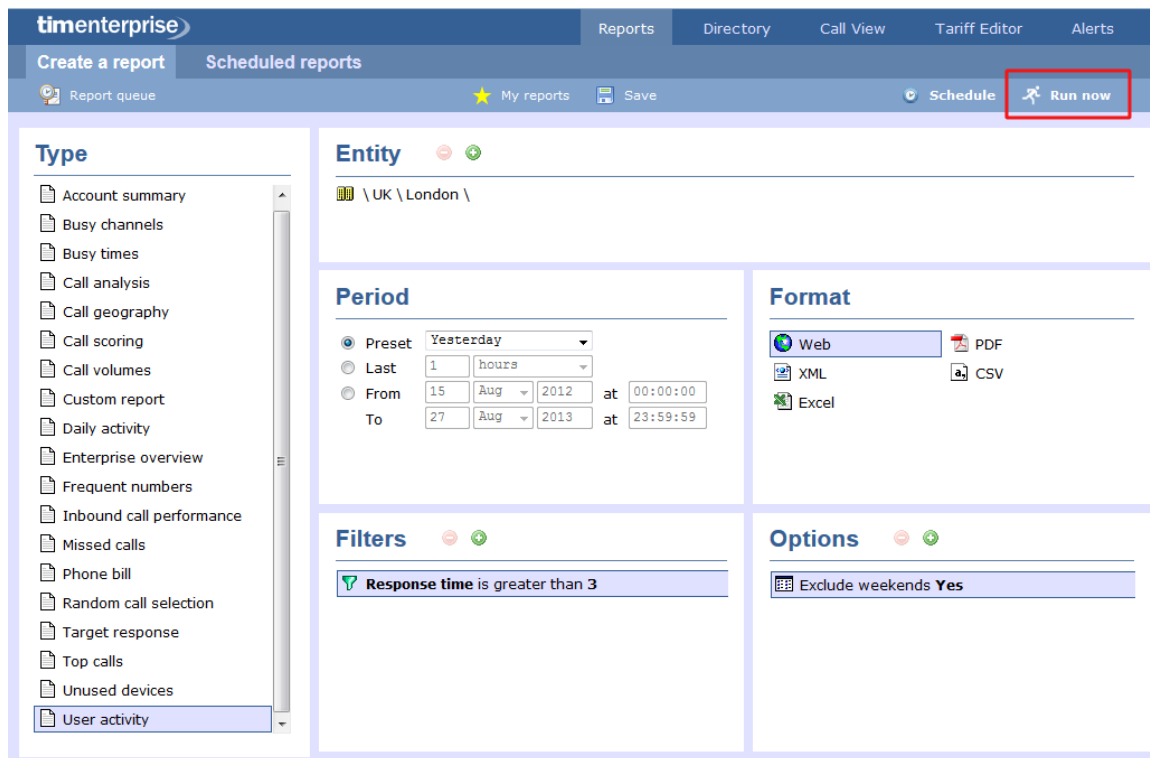 timenterprise
Reports Directory Call View Tariff Editor Alerts
Create a report Scheduled reports
Report queue My reports Save Schedule Run now
Type
Account summary
Busy channels
Busy times
Call analysis
Call geography
Call scoring
Call volumes
Custom report
Daily activity
Enterprise overview
Frequent numbers
Inbound call performance
Missed calls
Phone bill
Random call selection
Target response
Top calls
Unused devices
User activity
Entity
\ UK \ London \
Period
Preset Yesterday
Last 1 hours
From 15 Aug 2012 at 00:00:00
To 27 Aug 2013 at 23:59:59
Format
Web PDF
XML CSV
Excel
Filters
Response time is greater than 3
Options
Exclude weekends Yes